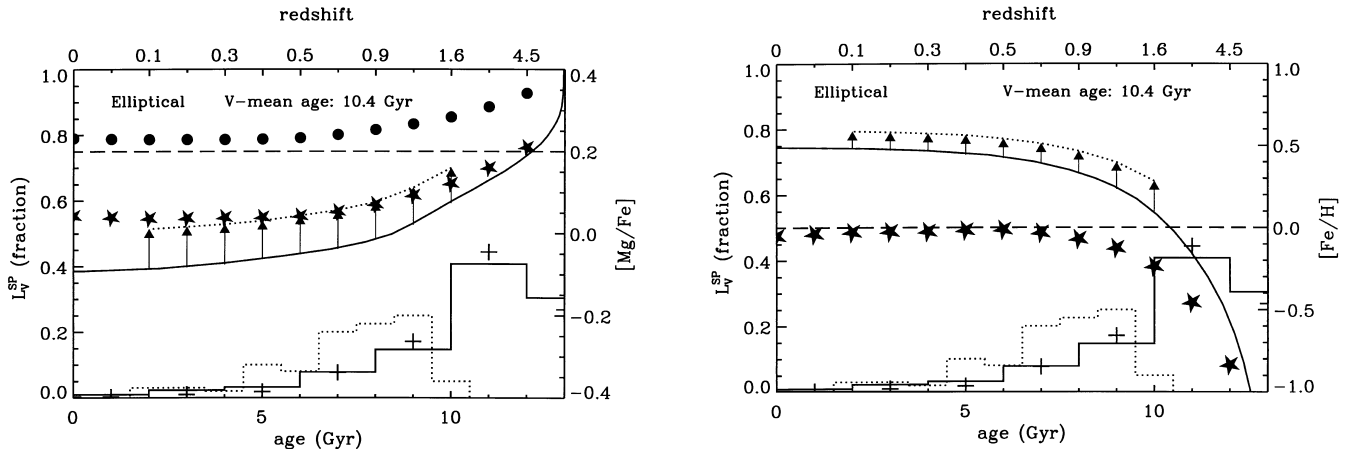 redshift
0 0.1 0.3 0.5 0.9 1.6 4.5
1.0 0.4
Elliptical V-mean age: 10.4 Gyr
0.8
0.2
0.6
L_V^SP (fraction) 0.0 [Mg/Fe]
0.4
-0.2
0.2
0.0 -0.4
0 5 10
age (Gyr)
redshift
0 0.1 0.3 0.5 0.9 1.6 4.5
1.0 1.0
Elliptical V-mean age: 10.4 Gyr
0.8
0.5
0.6
L_V^SP (fraction) 0.0 [Fe/H]
0.4
-0.5
0.2
0.0 -1.0
0 5 10
age (Gyr)